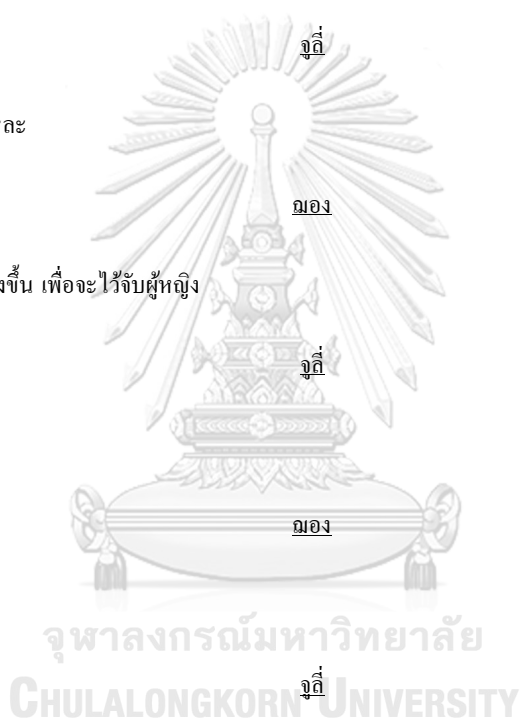 จูลี่
ละ
ฌอง
งขึ้น เพื่อจะไว้จับผู้หญิง
จูลี่
ฌอง
จุฬาลงกรณ์มหาวิทยาลัย
จูลี่
CHULALONGKORN UNIVERSITY